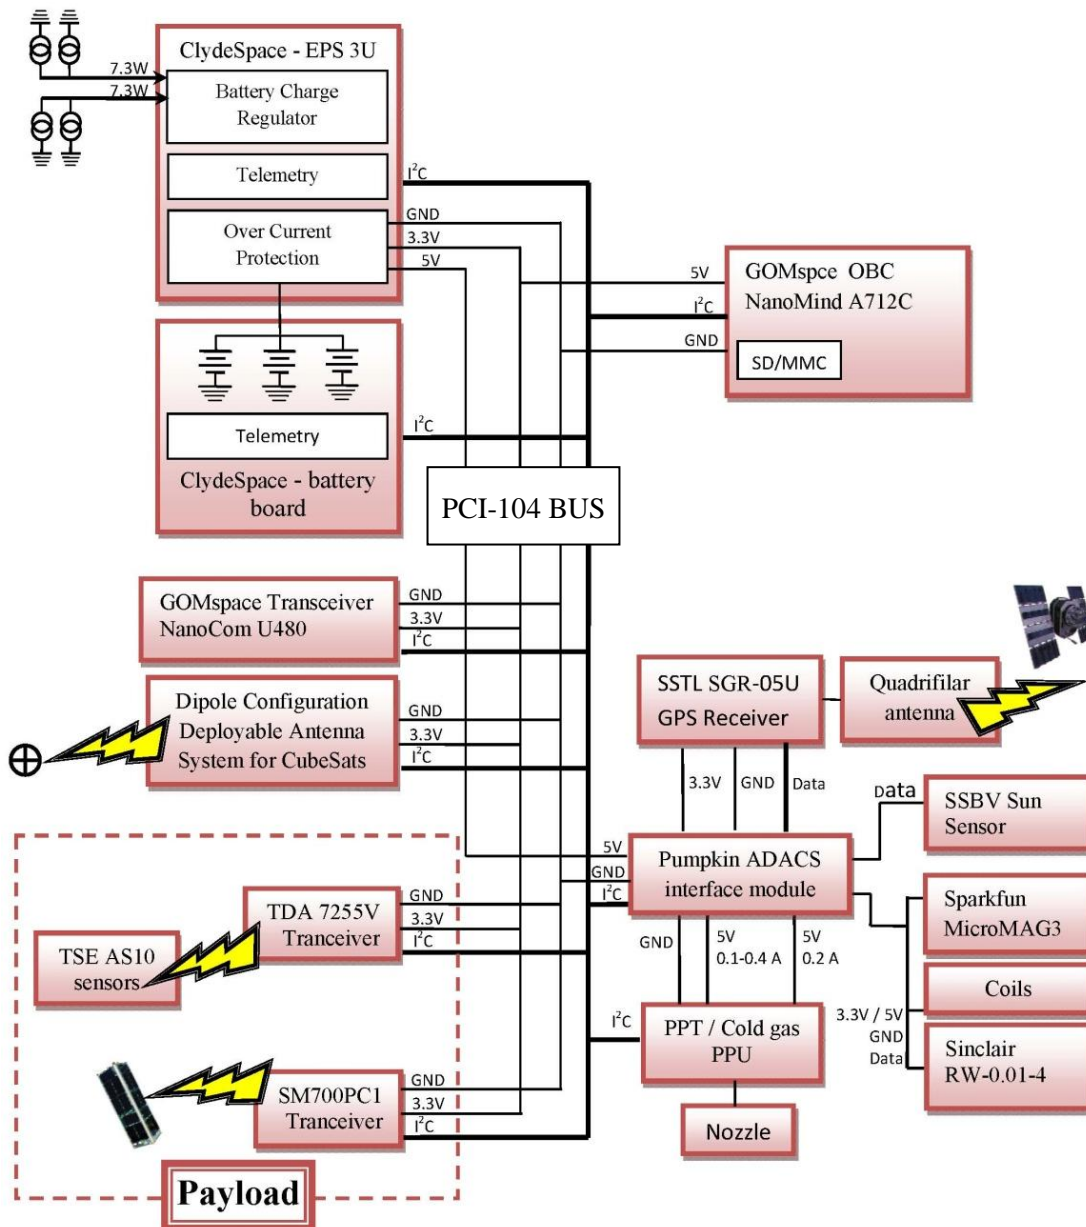 ClydeSpace - EPS 3U
7.3W
7.3W
Battery Charge
Regulator
Telemetry
I²C
Over Current
Protection
GND
3.3V
5V
5V
I²C
GND
GOMspce OBC
NanoMind A712C
SD/MMC
Telemetry
I²C
ClydeSpace - battery
board
PCI-104 BUS
GOMspace Transceiver
NanoCom U480
GND
3.3V
I²C
Dipole Configuration
Deployable Antenna
System for CubeSats
GND
3.3V
I²C
SSTL SGR-05U
GPS Receiver
Quadrifilar
antenna
3.3V
GND
Data
Data
SSBV Sun
Sensor
5V
GND
I²C
Pumpkin ADACS
interface module
Sparkfun
MicroMAG3
Coils
3.3V / 5V
GND
Data
Sinclair
RW-0.01-4
GND
5V
0.1-0.4 A
5V
0.2 A
I²C
PPT / Cold gas
PPU
Nozzle
TDA 7255V
Tranceiver
GND
3.3V
I²C
TSE AS10
sensors
SM700PC1
Tranceiver
GND
3.3V
I²C
Payload